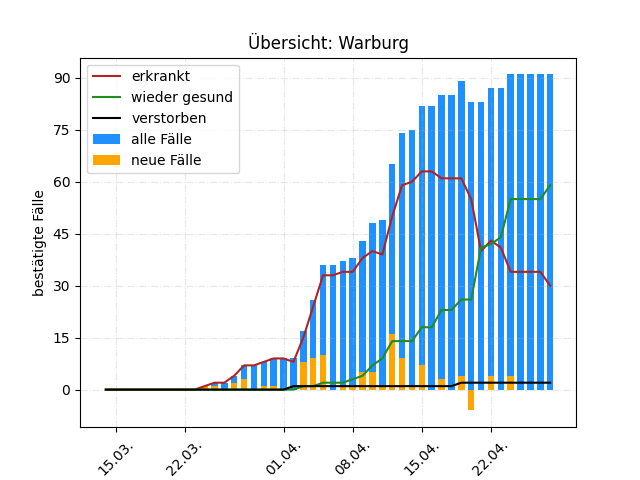 Übersicht: Warburg
erkrankt
wieder gesund
verstorben
alle Fälle
neue Fälle
bestätigte Fälle
90
75
60
45
30
15
0
15.03.
22.03.
01.04.
08.04.
15.04.
22.04.